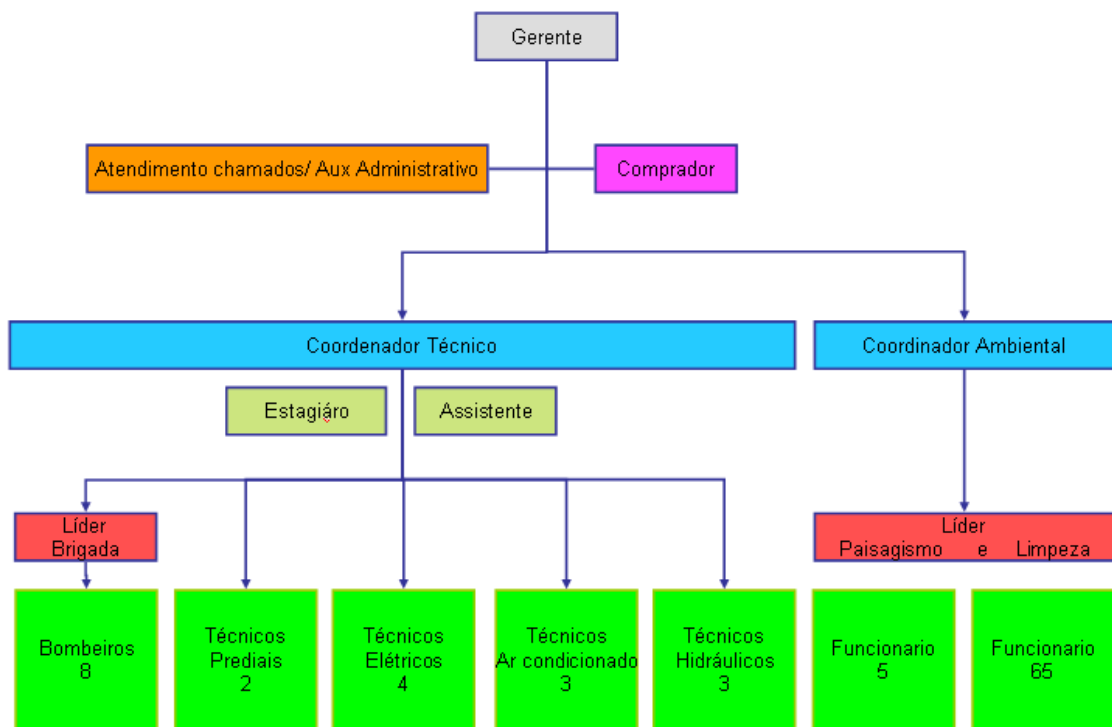 Gerente
Atendimento chamados/ Aux Administrativo
Comprador
Coordenador Técnico
Coordinador Ambiental
Estagiáro
Assistente
Líder
Brigada
Líder
Paisagismo e Limpeza
Bombeiros
8
Técnicos
Prediais
2
Técnicos
Elétricos
4
Técnicos
Ar condicionado
3
Técnicos
Hidráulicos
3
Funcionario
5
Funcionario
65